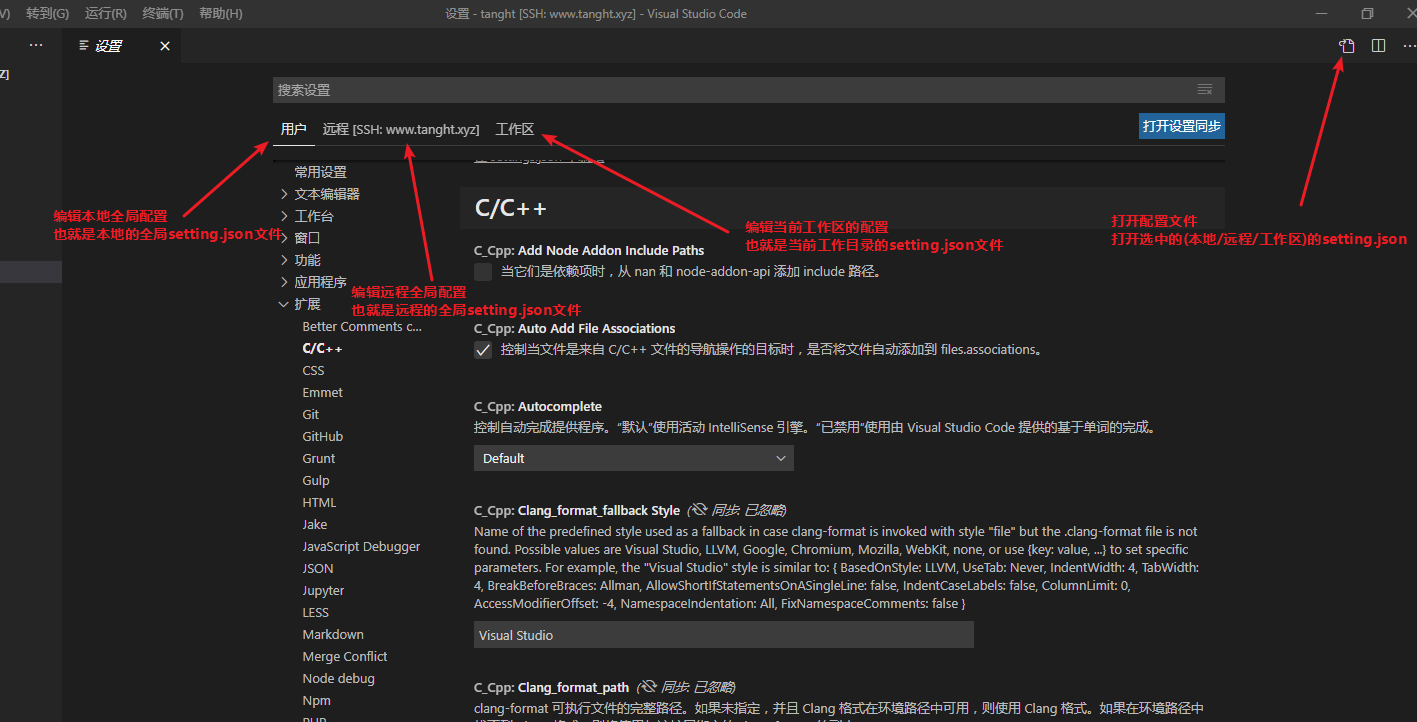 V) 转到(G) 运行(R) 终端(T) 帮助(H)
设置 - tanght [SSH: www.tanght.xyz] - Visual Studio Code
设置
Z]
搜索设置
用户 远程 [SSH: www.tanght.xyz] 工作区
打开设置同步
常用设置
文本编辑器
工作台
窗口
功能
应用程序
扩展
Better Comments c...
C/C++
CSS
Emmet
Git
GitHub
Grunt
Gulp
HTML
Jake
JavaScript Debugger
JSON
Jupyter
LESS
Markdown
Merge Conflict
Node debug
Npm
PHP
编辑本地全局配置
也就是本地的全局setting.json文件
编辑远程全局配置
也就是远程的全局setting.json文件
编辑当前工作区的配置
也就是当前工作目录的setting.json文件
打开配置文件
打开选中的(本地/远程/工作区)的setting.json
C/C++
C_Cpp: Add Node Addon Include Paths
当它们是依赖项时，从 nan 和 node-addon-api 添加 include 路径。
C_Cpp: Auto Add File Associations
控制当文件是来自 C/C++ 文件的导航操作的目标时，是否将文件自动添加到 files.associations。
C_Cpp: Autocomplete
控制自动完成提供程序。“默认”使用活动 IntelliSense 引擎。“已禁用”使用由 Visual Studio Code 提供的基于单词的完成。
Default
C_Cpp: Clang_format_fallback Style (同步: 已忽略)
Name of the predefined style used as a fallback in case clang-format is invoked with style "file" but the .clang-format file is not
found. Possible values are Visual Studio, LLVM, Google, Chromium, Mozilla, WebKit, none, or use {key: value, ...} to set specific
parameters. For example, the "Visual Studio" style is similar to: { BasedOnStyle: LLVM, UseTab: Never, IndentWidth: 4, TabWidth:
4, BreakBeforeBraces: Allman, AllowShortIfStatementsOnASingleLine: false, IndentCaseLabels: false, ColumnLimit: 0,
AccessModifierOffset: -4, NamespaceIndentation: All, FixNamespaceComments: false }
Visual Studio
C_Cpp: Clang_format_path (同步: 已忽略)
clang-format 可执行文件的完整路径。如果未指定，并且 Clang 格式在环境路径中可用，则使用 Clang 格式。如果在环境路径中